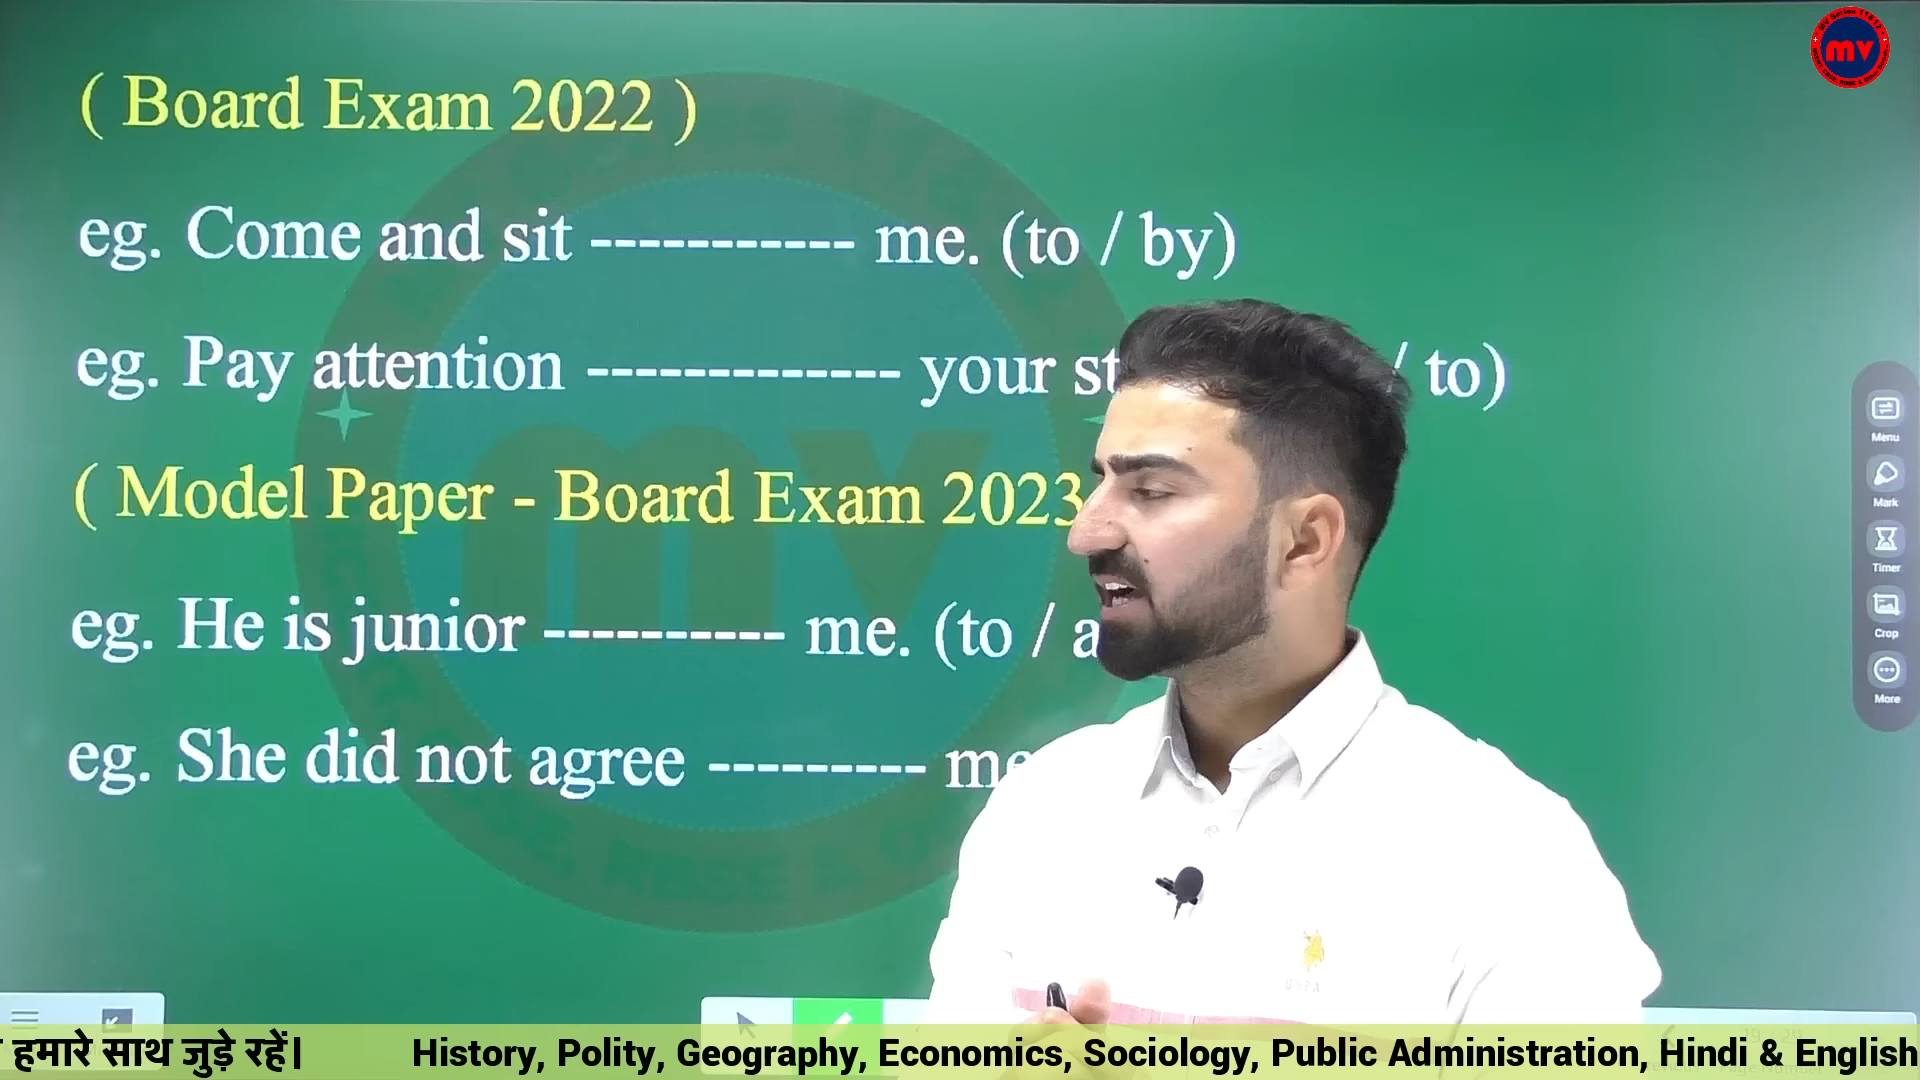 ( Board Exam 2022 )
eg. Come and sit ----------- me. (to / by)
eg. Pay attention ------------- your / to)
( Model Paper - Board Exam 2023
eg. He is junior ---------- me. (to /
eg. She did not agree ---------
mv
Menu
Mark
Timer
Crop
More
हमारे साथ जुड़े रहें। History, Polity, Geography, Economics, Sociology, Public Administration, Hindi & English